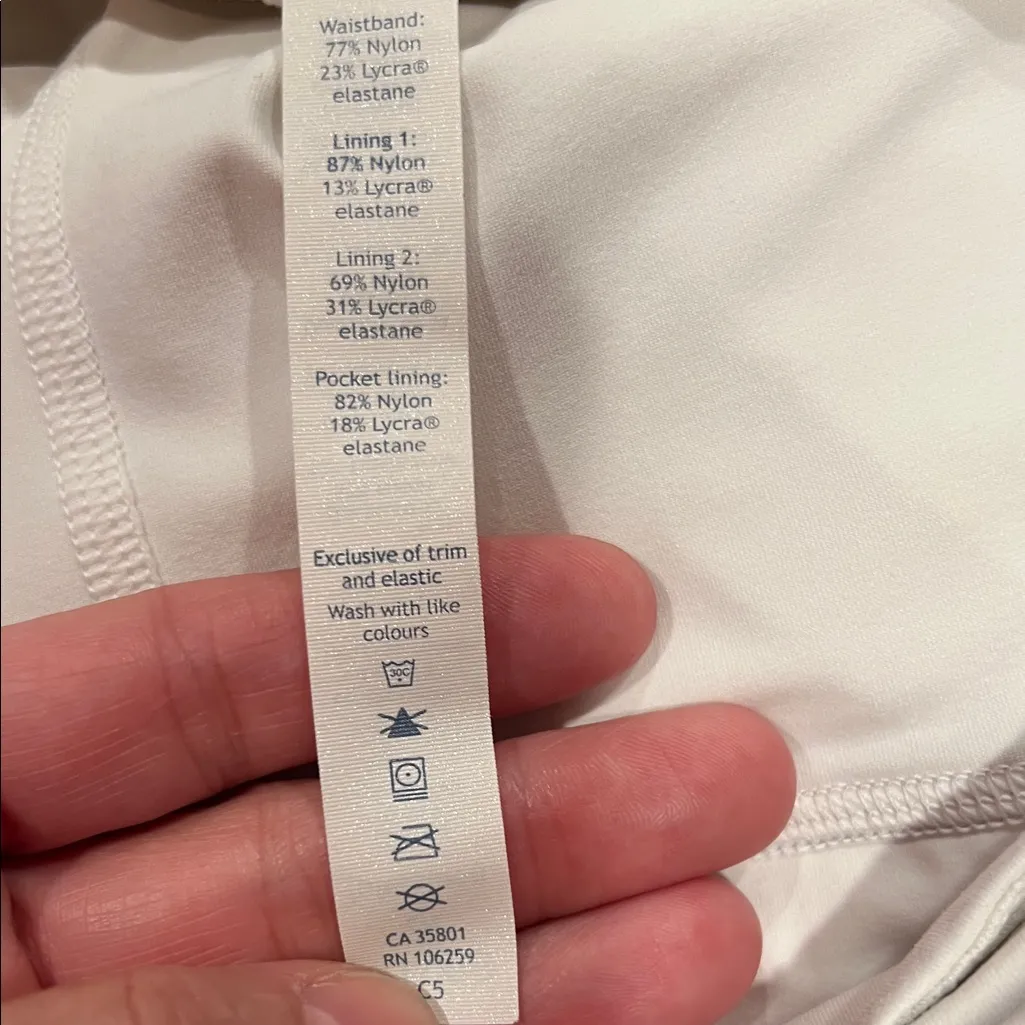 Waistband:
77% Nylon
23% Lycra®
elastane
Lining 1:
87% Nylon
13% Lycra®
elastane
Lining 2:
69% Nylon
31% Lycra®
elastane
Pocket lining:
82% Nylon
18% Lycra®
elastane
Exclusive of trim
and elastic
Wash with like
colours
30C
CA 35801
RN 106259
C5